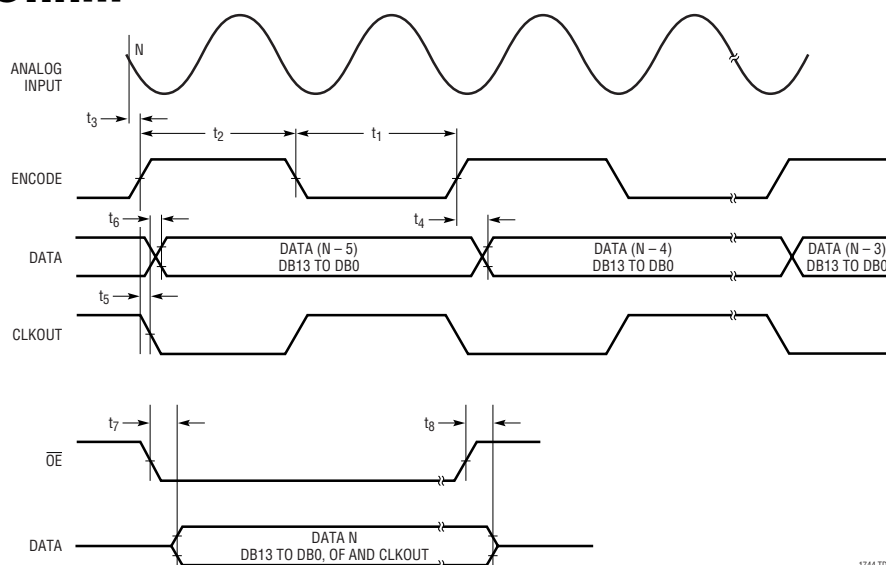 N
ANALOG
INPUT
t3
t2
t1
ENCODE
t6
t4
DATA
DATA (N – 5)
DB13 TO DB0
DATA (N – 4)
DB13 TO DB0
DATA (N – 3)
DB13 TO DB0
t5
CLKOUT
t7
t8
OE
DATA N
DB13 TO DB0, OF AND CLKOUT
DATA